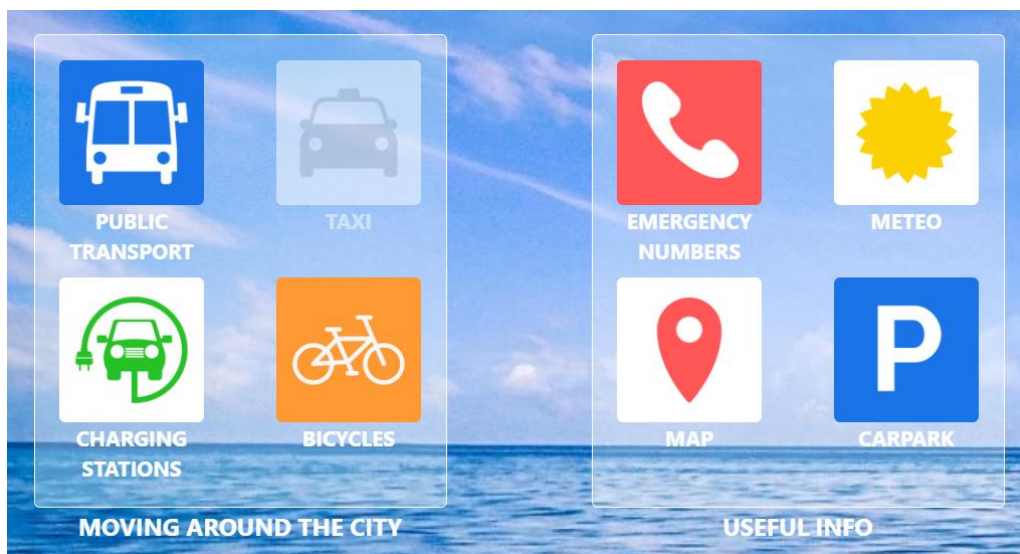 PUBLIC
TRANSPORT
TAXI
CHARGING
STATIONS
BICYCLES
MOVING AROUND THE CITY
EMERGENCY
NUMBERS
METEO
MAP
P
CARPARK
USEFUL INFO